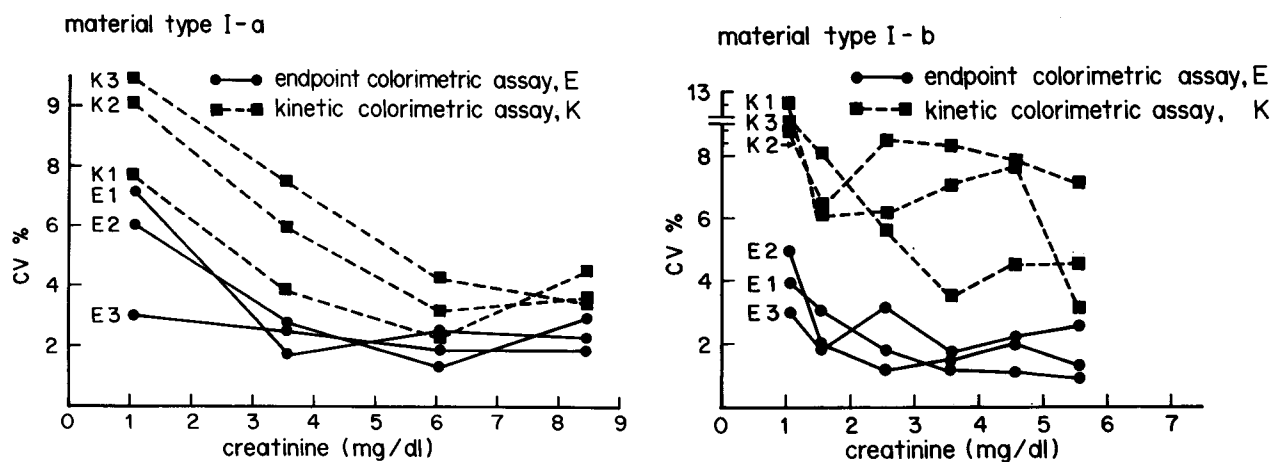 material type I-a
endpoint colorimetric assay, E
kinetic colorimetric assay, K
K3
K2
K1
E1
E2
E3
9
8
6
4
2
CV %
0 1 2 3 4 5 6 7 8 9
creatinine (mg/dl)
material type I-b
endpoint colorimetric assay, E
kinetic colorimetric assay, K
13
K1
K3
K2
8
6
E2
4
E1
E3
2
CV %
0 1 2 3 4 5 6 7
creatinine (mg/dl)